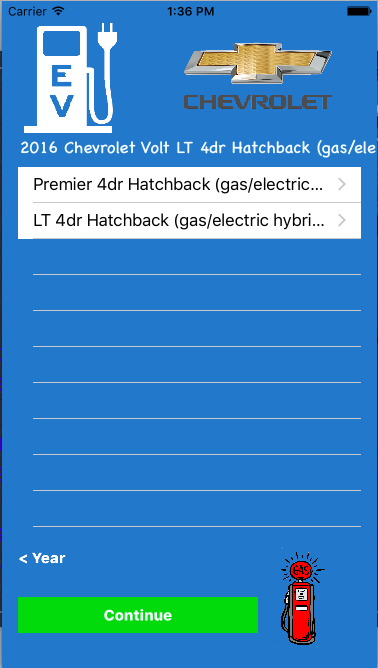 Carrier 1:36 PM
EV
CHEVROLET
2016 Chevrolet Volt LT 4dr Hatchback (gas/ele
Premier 4dr Hatchback (gas/electric...
LT 4dr Hatchback (gas/electric hybri...
< Year
GAS
Continue